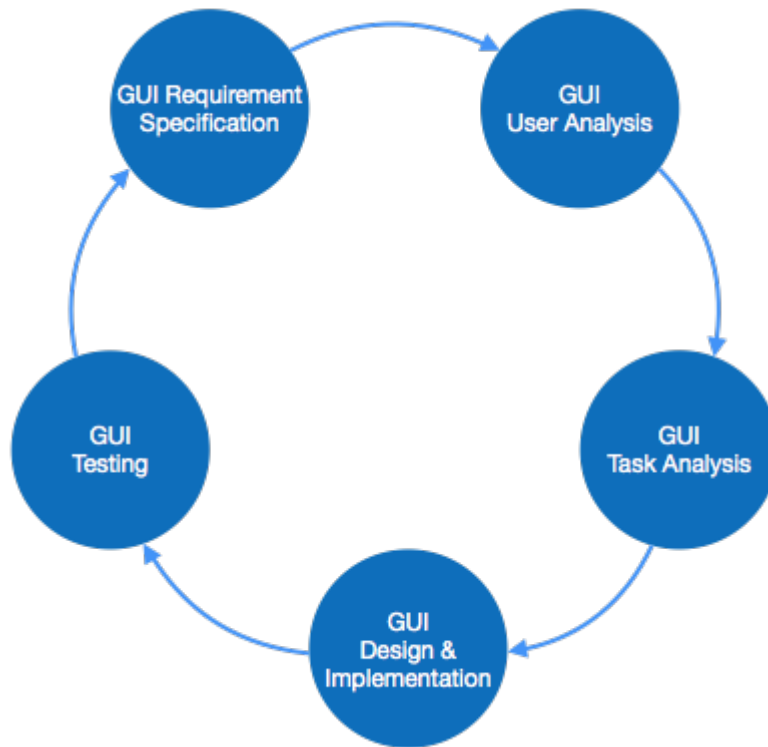 GUI Requirement
Specification
GUI
User Analysis
GUI
Task Analysis
GUI
Design &
Implementation
GUI
Testing